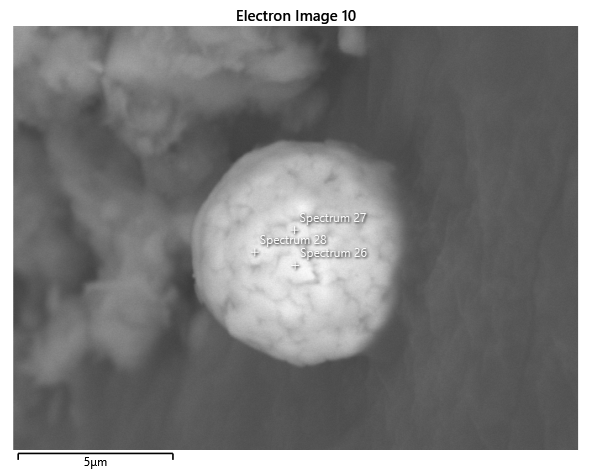 Electron Image 10
Spectrum 27
Spectrum 28
Spectrum 26
5µm